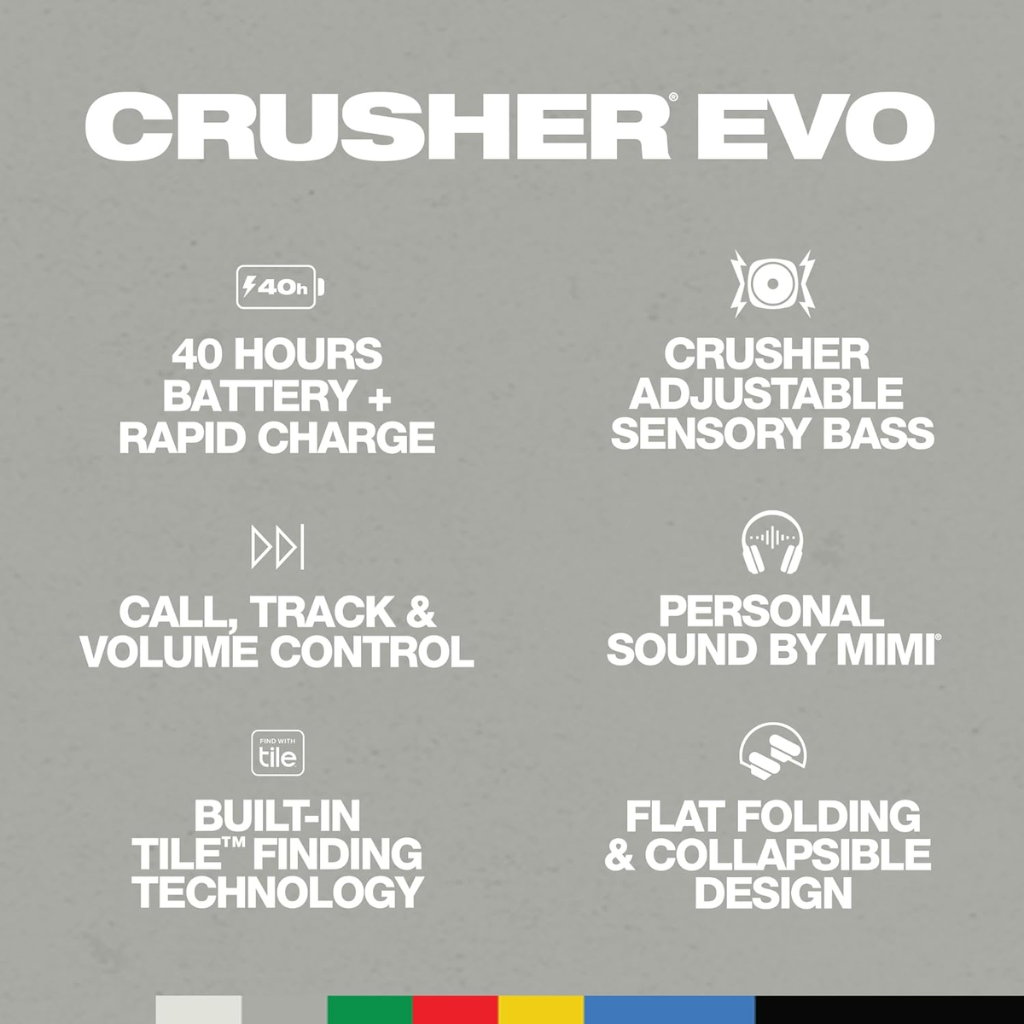 CRUSHER® EVO
40h
40 HOURS
BATTERY +
RAPID CHARGE
CRUSHER
ADJUSTABLE
SENSORY BASS
CALL, TRACK &
VOLUME CONTROL
PERSONAL
SOUND BY MIMI®
FIND WITH
tile
BUILT-IN
TILE™ FINDING
TECHNOLOGY
FLAT FOLDING
& COLLAPSIBLE
DESIGN